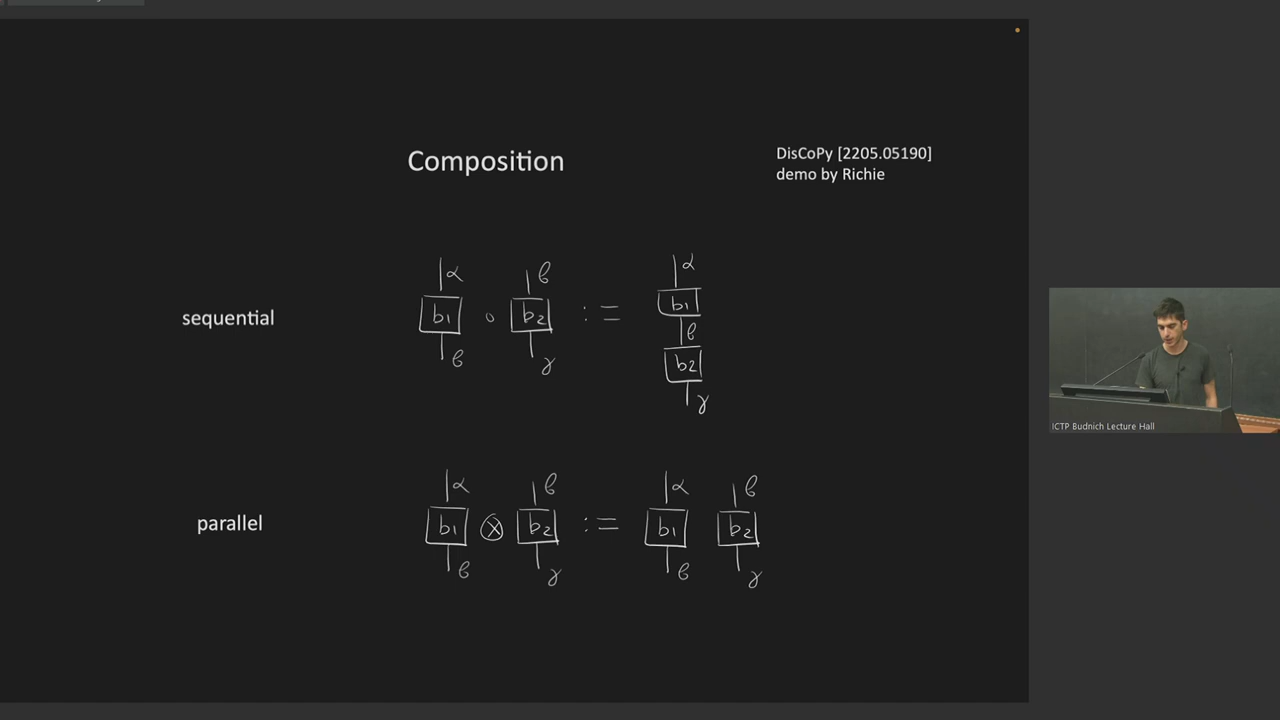 Composition
DisCoPy [2205.05190]
demo by Richie
sequential
α β α
b₁ ∘ b₂ := b₁
β γ β
b₂
γ
parallel
α β α β
b₁ ⊗ b₂ := b₁ b₂
β γ β γ
ICTP Budnich Lecture Hall